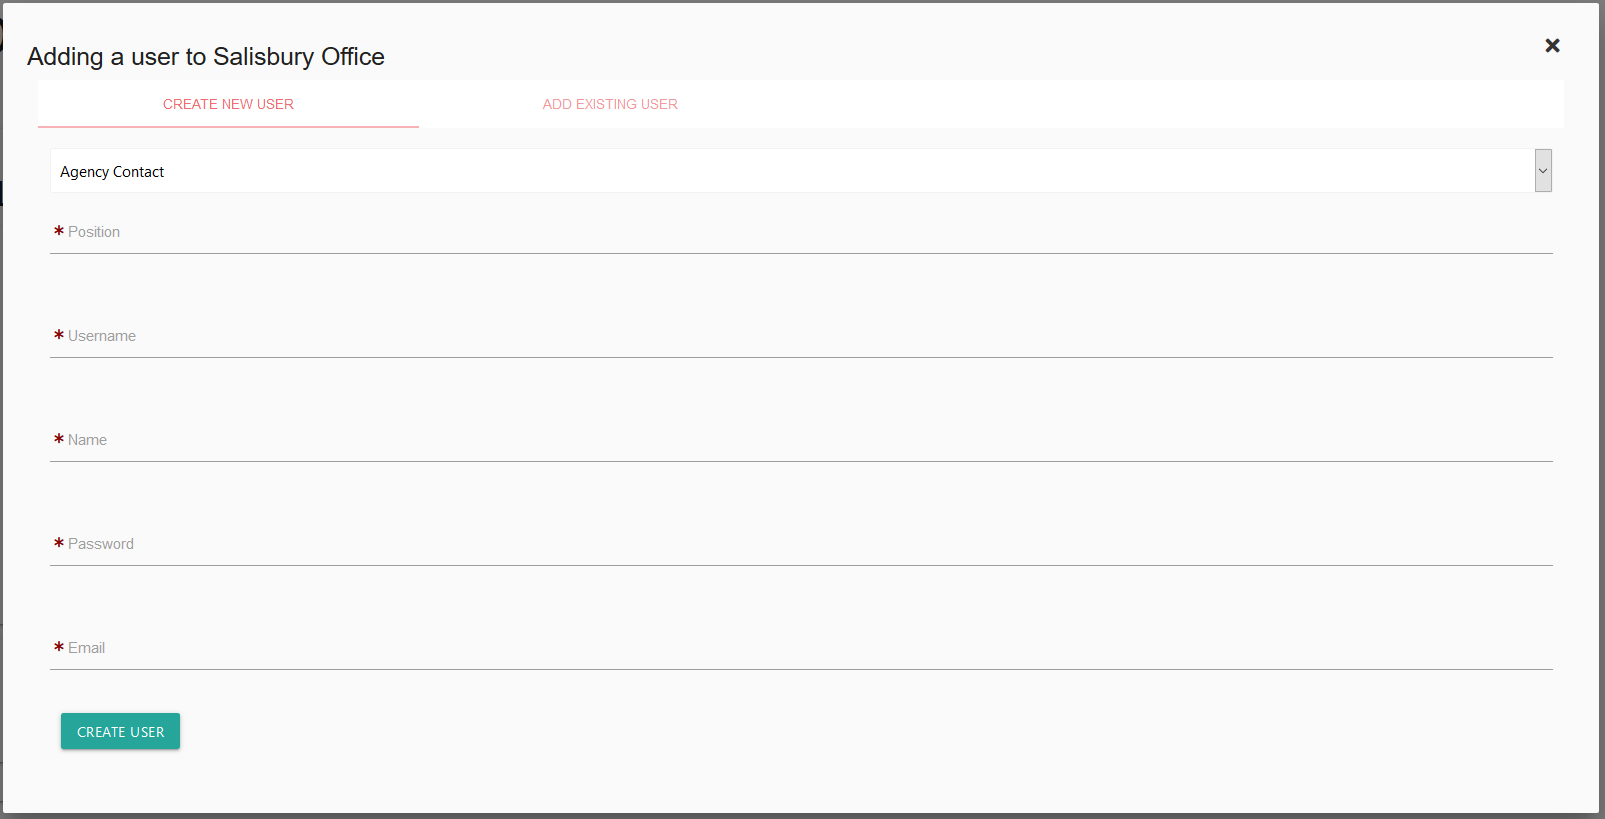 Adding a user to Salisbury Office
CREATE NEW USER
ADD EXISTING USER
Agency Contact
* Position
* Username
* Name
* Password
* Email
CREATE USER